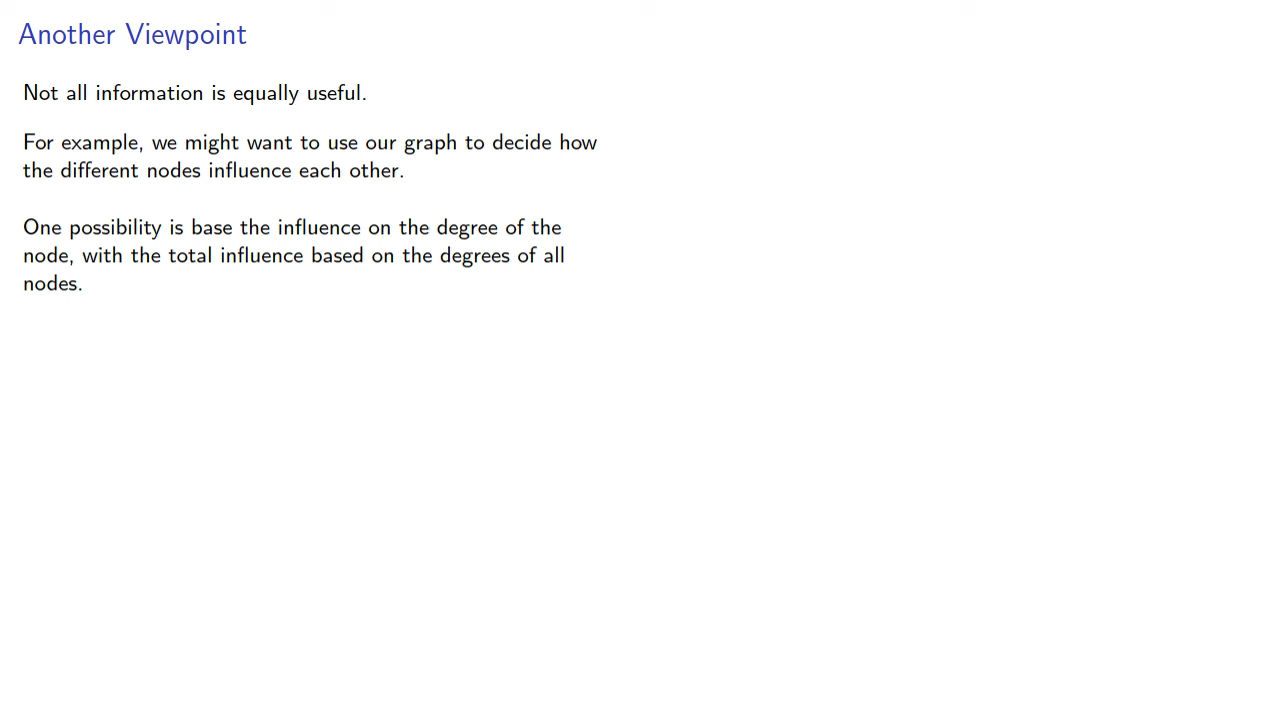 Another Viewpoint
Not all information is equally useful.
For example, we might want to use our graph to decide how
the different nodes influence each other.
One possibility is base the influence on the degree of the
node, with the total influence based on the degrees of all
nodes.